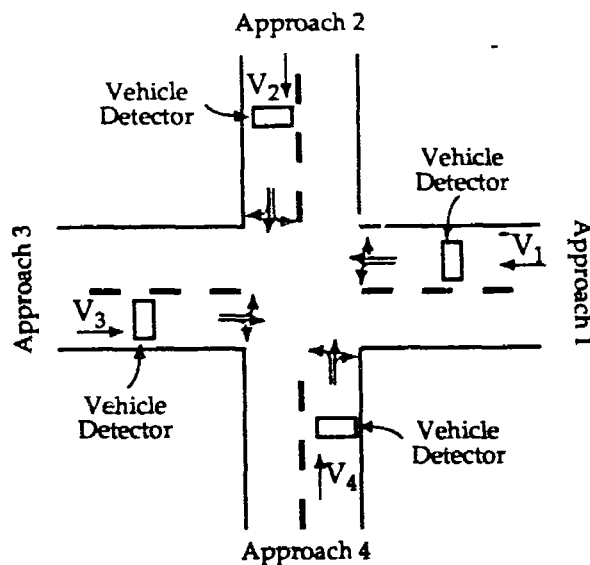 Approach 2
Vehicle
Detector
V2
Vehicle
Detector
V1
Approach 3
Approach 1
V3
Vehicle
Detector
Vehicle
Detector
V4
Approach 4